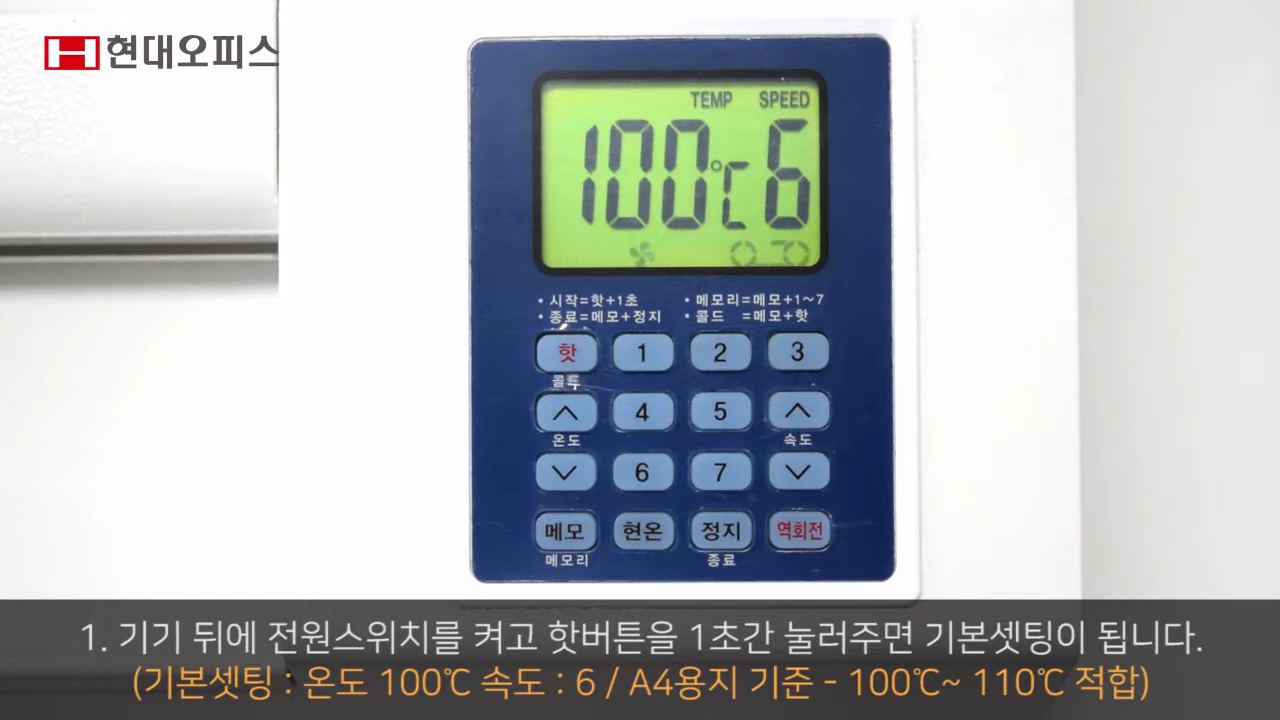 현대오피스
TEMP SPEED
100℃ 6
• 시작=핫+1초 • 메모리=메모+1~7
• 종료=메모+정지 • 콜드 =메모+핫
핫 1 2 3
4 5
온도 속도
6 7
메모 현온 정지 역회전
메모리 종료
1. 기기 뒤에 전원스위치를 켜고 핫버튼을 1초간 눌러주면 기본셋팅이 됩니다.
(기본셋팅 : 온도 100℃ 속도 : 6 / A4용지 기준 - 100℃~ 110℃ 적합)